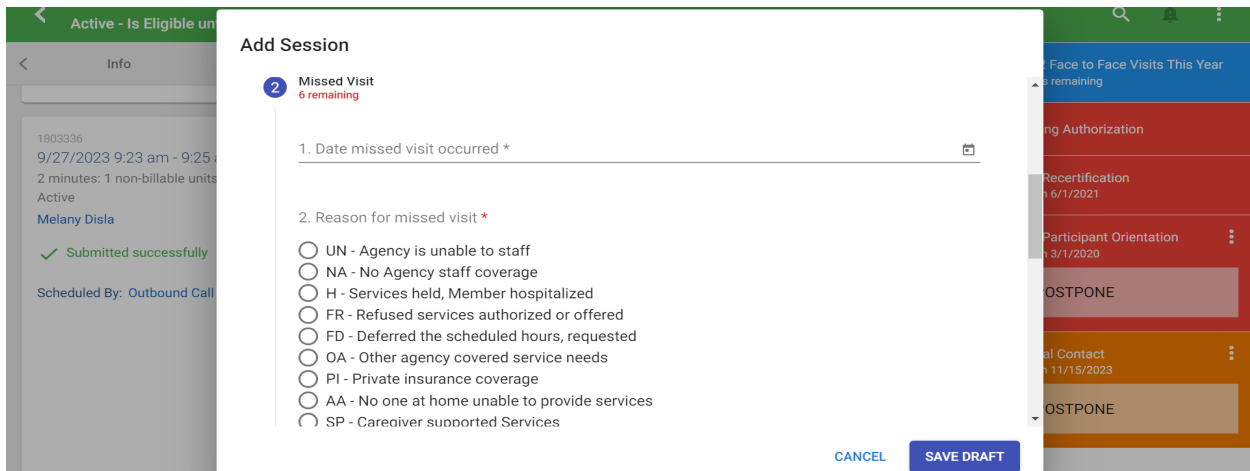 Active - Is Eligible un
Info
1803336
9/27/2023 9:23 am - 9:25
2 minutes: 1 non-billable units
Active
Melany Disla
Submitted successfully
Scheduled By: Outbound Call
Add Session
2
Missed Visit
6 remaining
1. Date missed visit occurred *
2. Reason for missed visit *
UN - Agency is unable to staff
NA - No Agency staff coverage
H - Services held, Member hospitalized
FR - Refused services authorized or offered
FD - Deferred the scheduled hours, requested
OA - Other agency covered service needs
PI - Private insurance coverage
AA - No one at home unable to provide services
SP - Caregiver supported Services
CANCEL
SAVE DRAFT
2 Face to Face Visits This Year
s remaining
ng Authorization
Recertification
n 6/1/2021
Participant Orientation
n 3/1/2020
OSTPONE
al Contact
n 11/15/2023
OSTPONE